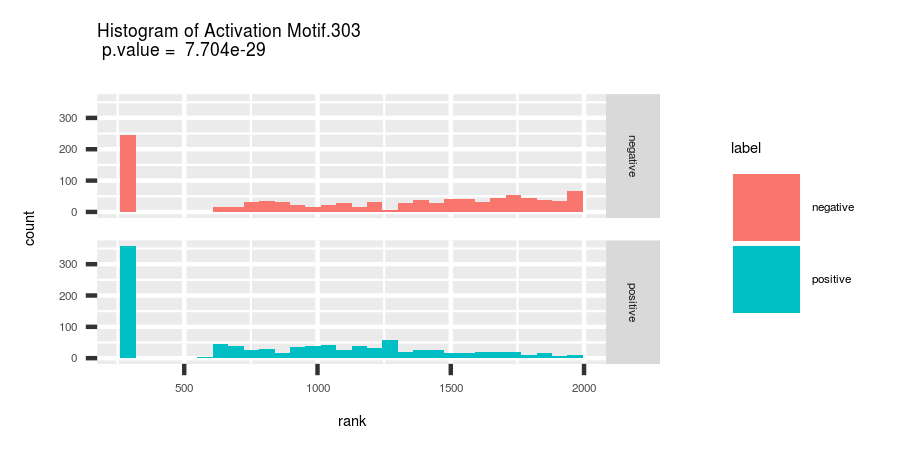 Histogram of Activation Motif.303
p.value = 7.704e-29
300
200
100
0
negative
300
200
100
0
positive
500
1000
1500
2000
rank
count
label
negative
positive